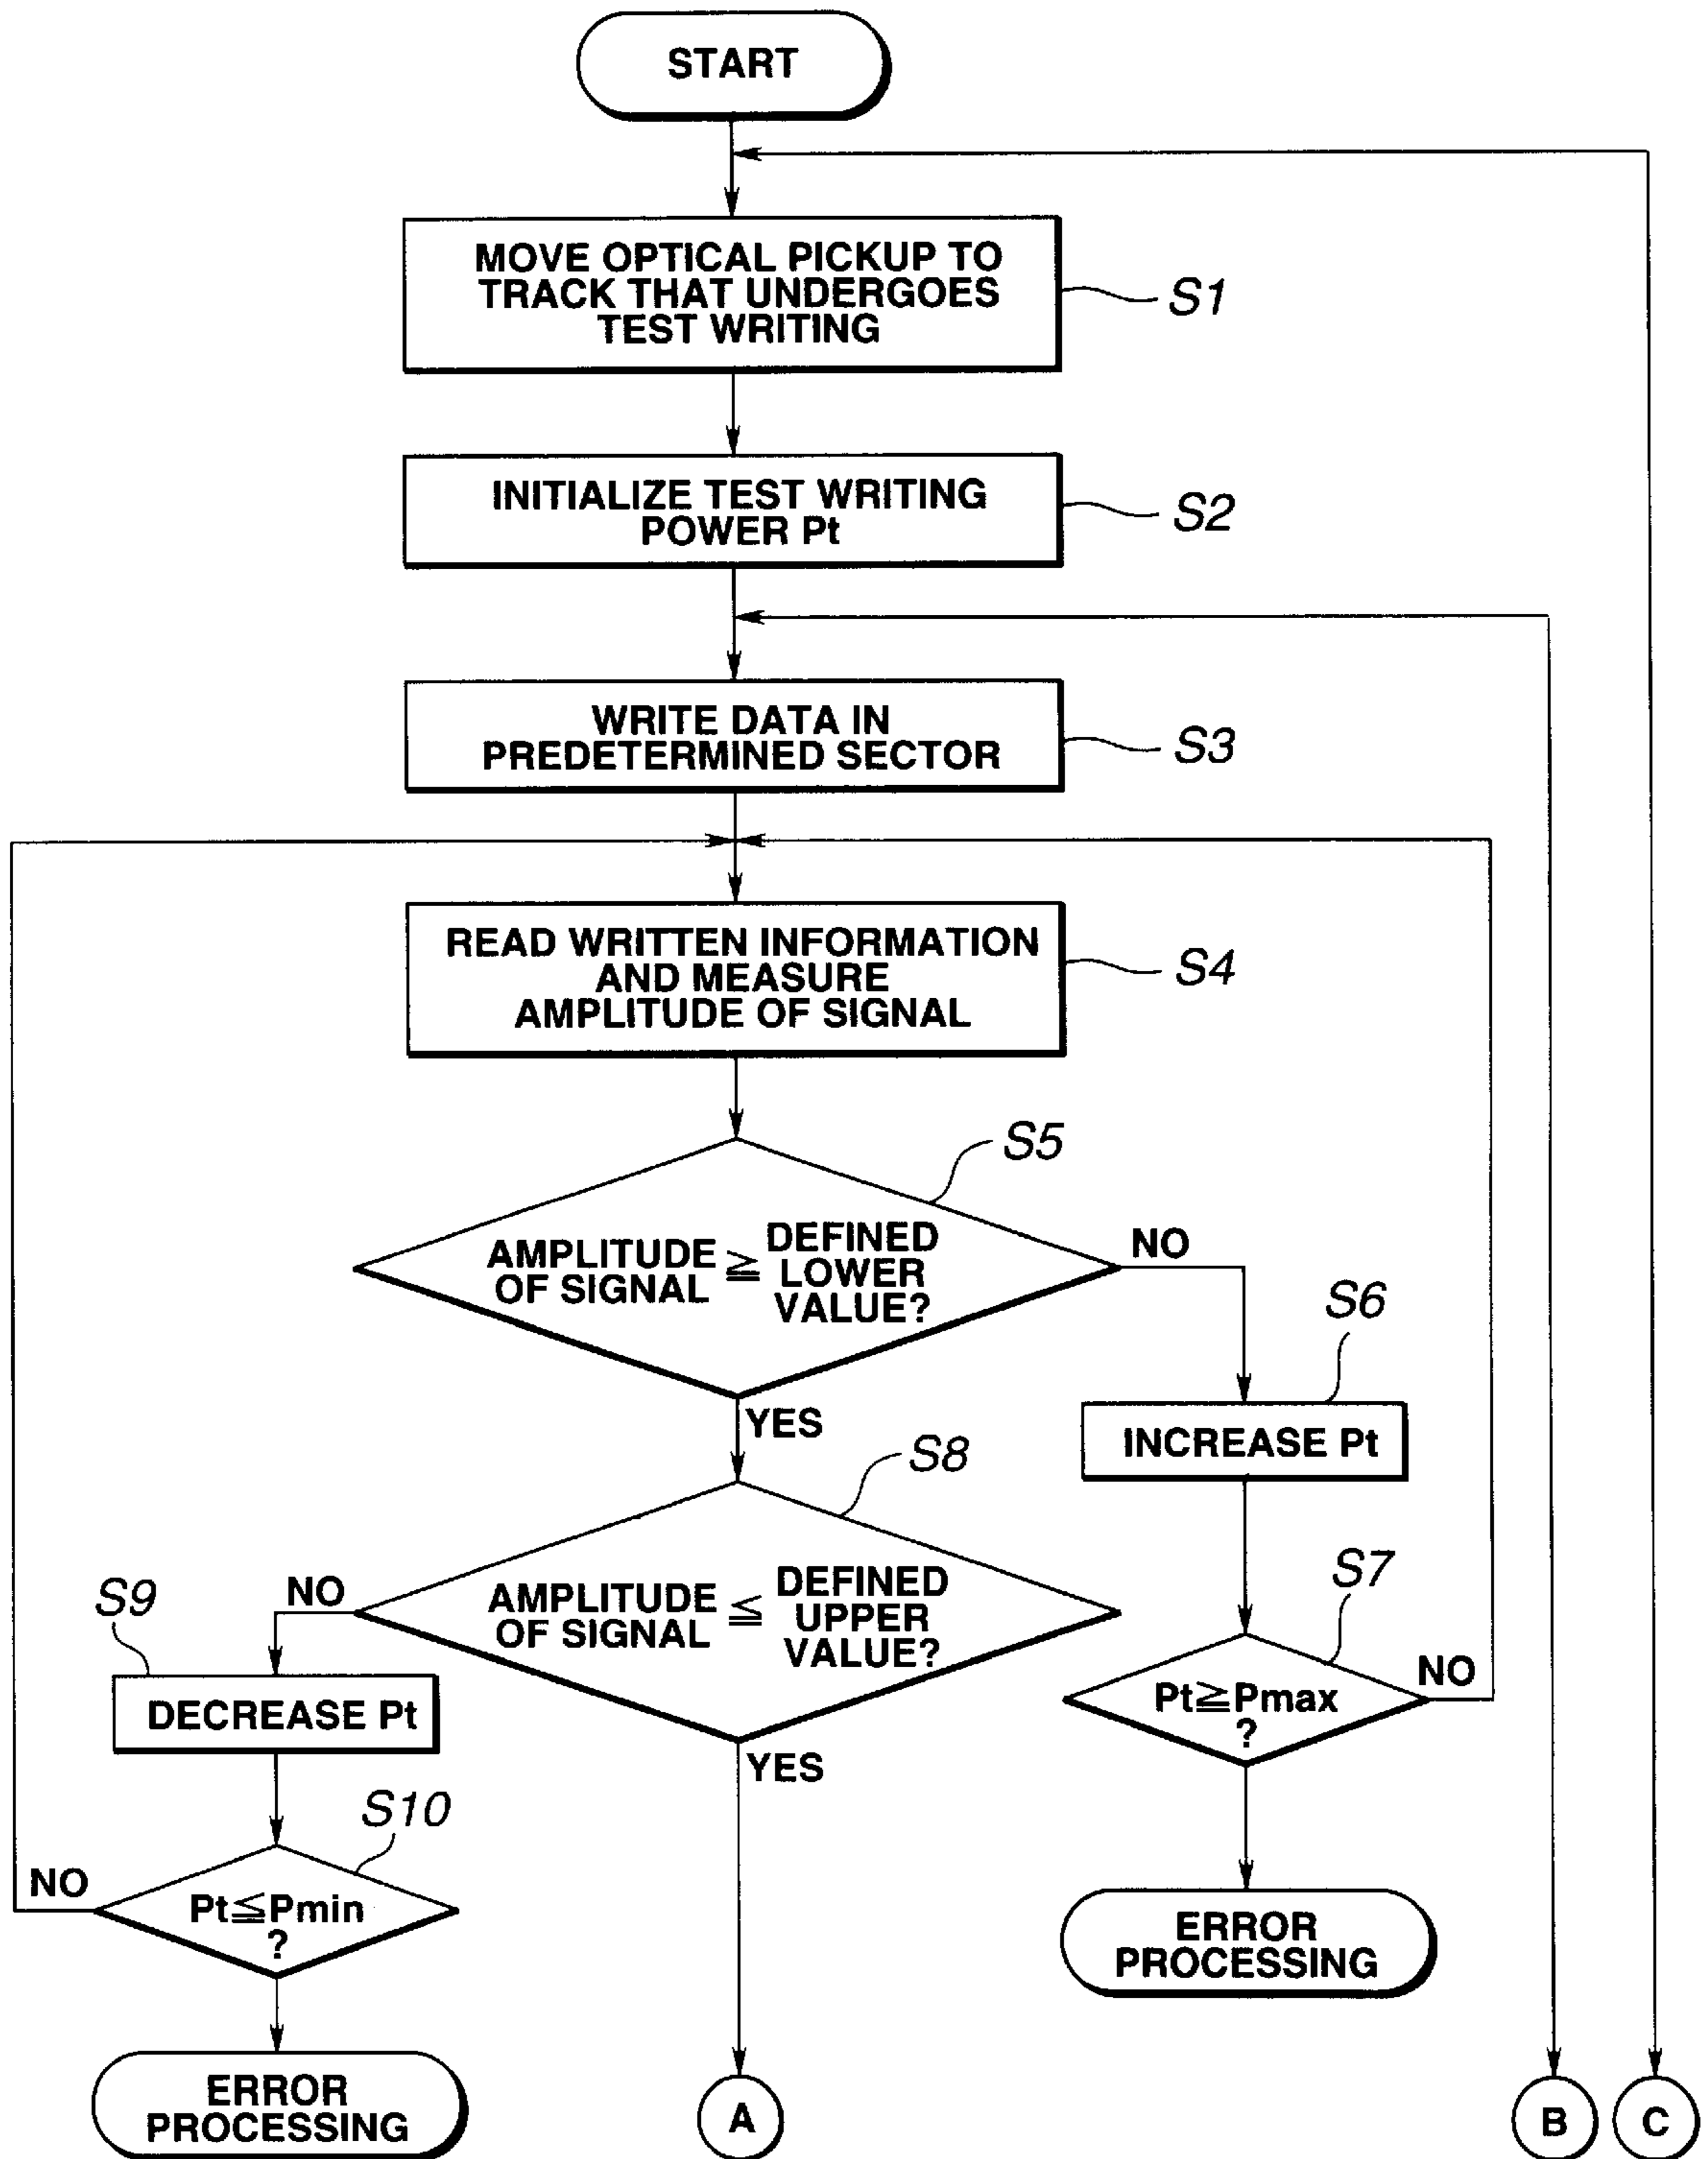 START
MOVE OPTICAL PICKUP TO
TRACK THAT UNDERGOES
TEST WRITING
S1
INITIALIZE TEST WRITING
POWER Pt
S2
WRITE DATA IN
PREDETERMINED SECTOR
S3
READ WRITTEN INFORMATION
AND MEASURE
AMPLITUDE OF SIGNAL
S4
S5
AMPLITUDE
OF SIGNAL
≧
DEFINED
LOWER
VALUE?
NO
YES
S6
INCREASE Pt
S8
AMPLITUDE
OF SIGNAL
≦
DEFINED
UPPER
VALUE?
NO
YES
S7
Pt≧Pmax
?
NO
S9
DECREASE Pt
S10
Pt≦Pmin
?
NO
ERROR
PROCESSING
ERROR
PROCESSING
A
B
C